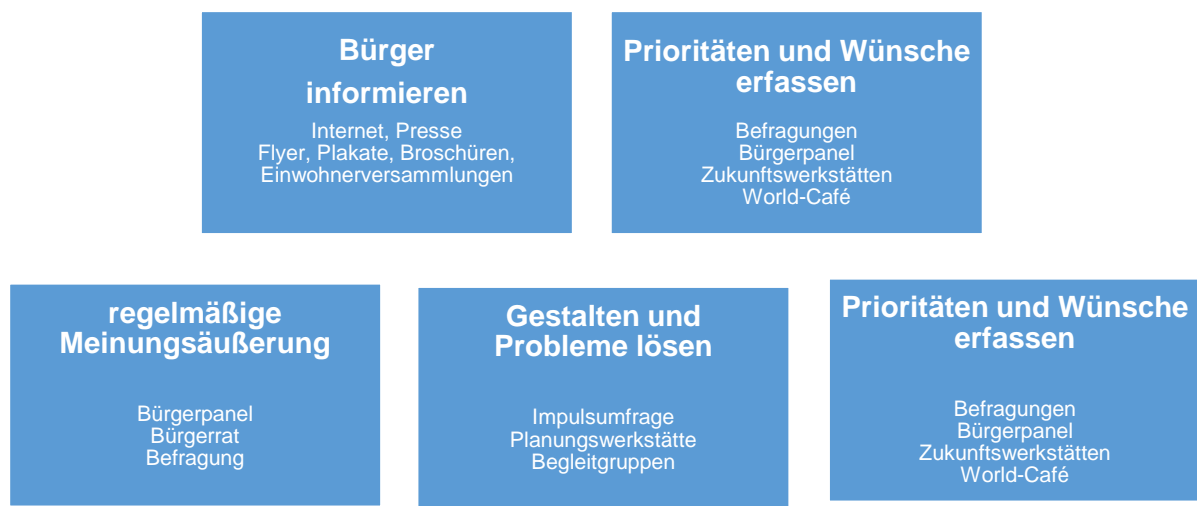 Bürger
informieren
Internet, Presse
Flyer, Plakate, Broschüren,
Einwohnerversammlungen
Prioritäten und Wünsche
erfassen
Befragungen
Bürgerpanel
Zukunftswerkstätten
World-Café
regelmäßige
Meinungsäußerung
Bürgerpanel
Bürgerrat
Befragung
Gestalten und
Probleme lösen
Impulsumfrage
Planungswerkstätte
Begleitgruppen
Prioritäten und Wünsche
erfassen
Befragungen
Bürgerpanel
Zukunftswerkstätten
World-Café